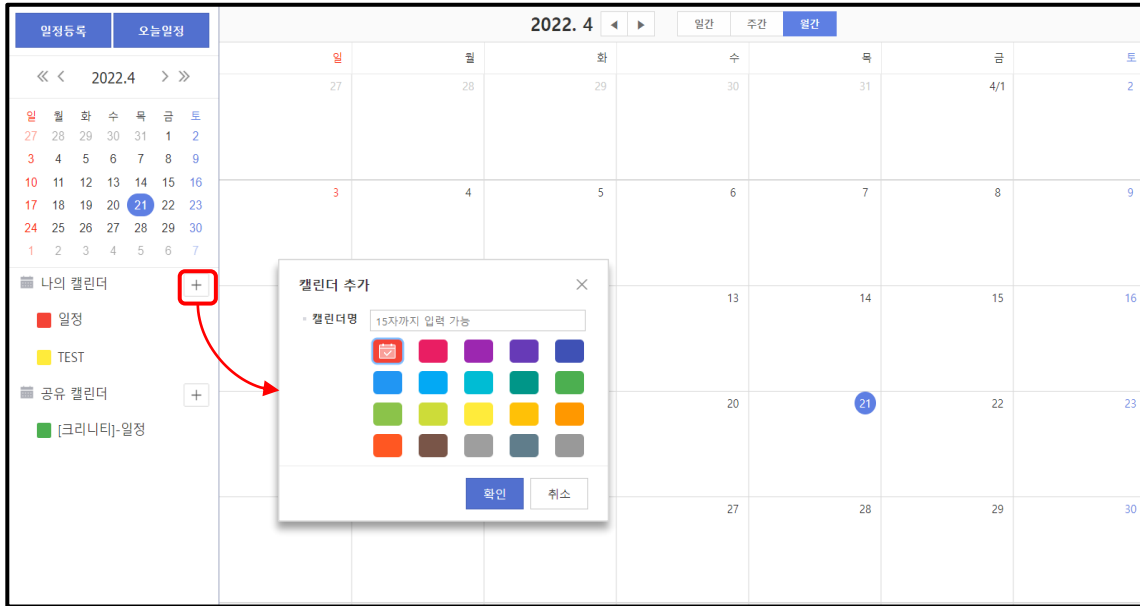 일정등록 오늘일정
2022.4
일 월 화 수 목 금 토
27 28 29 30 31 1 2
3 4 5 6 7 8 9
10 11 12 13 14 15 16
17 18 19 20 21 22 23
24 25 26 27 28 29 30
1 2 3 4 5 6 7
나의 캘린더
일정
TEST
공유 캘린더
[크리니티]-일정
2022. 4 일간 주간 월간
일 월 화 수 목 금 토
27 28 29 30 31 4/1 2
3 4 5 6 7 8 9
13 14 15 16
20 21 22 23
27 28 29 30
캘린더 추가
캘린더명 15자까지 입력 가능
확인 취소